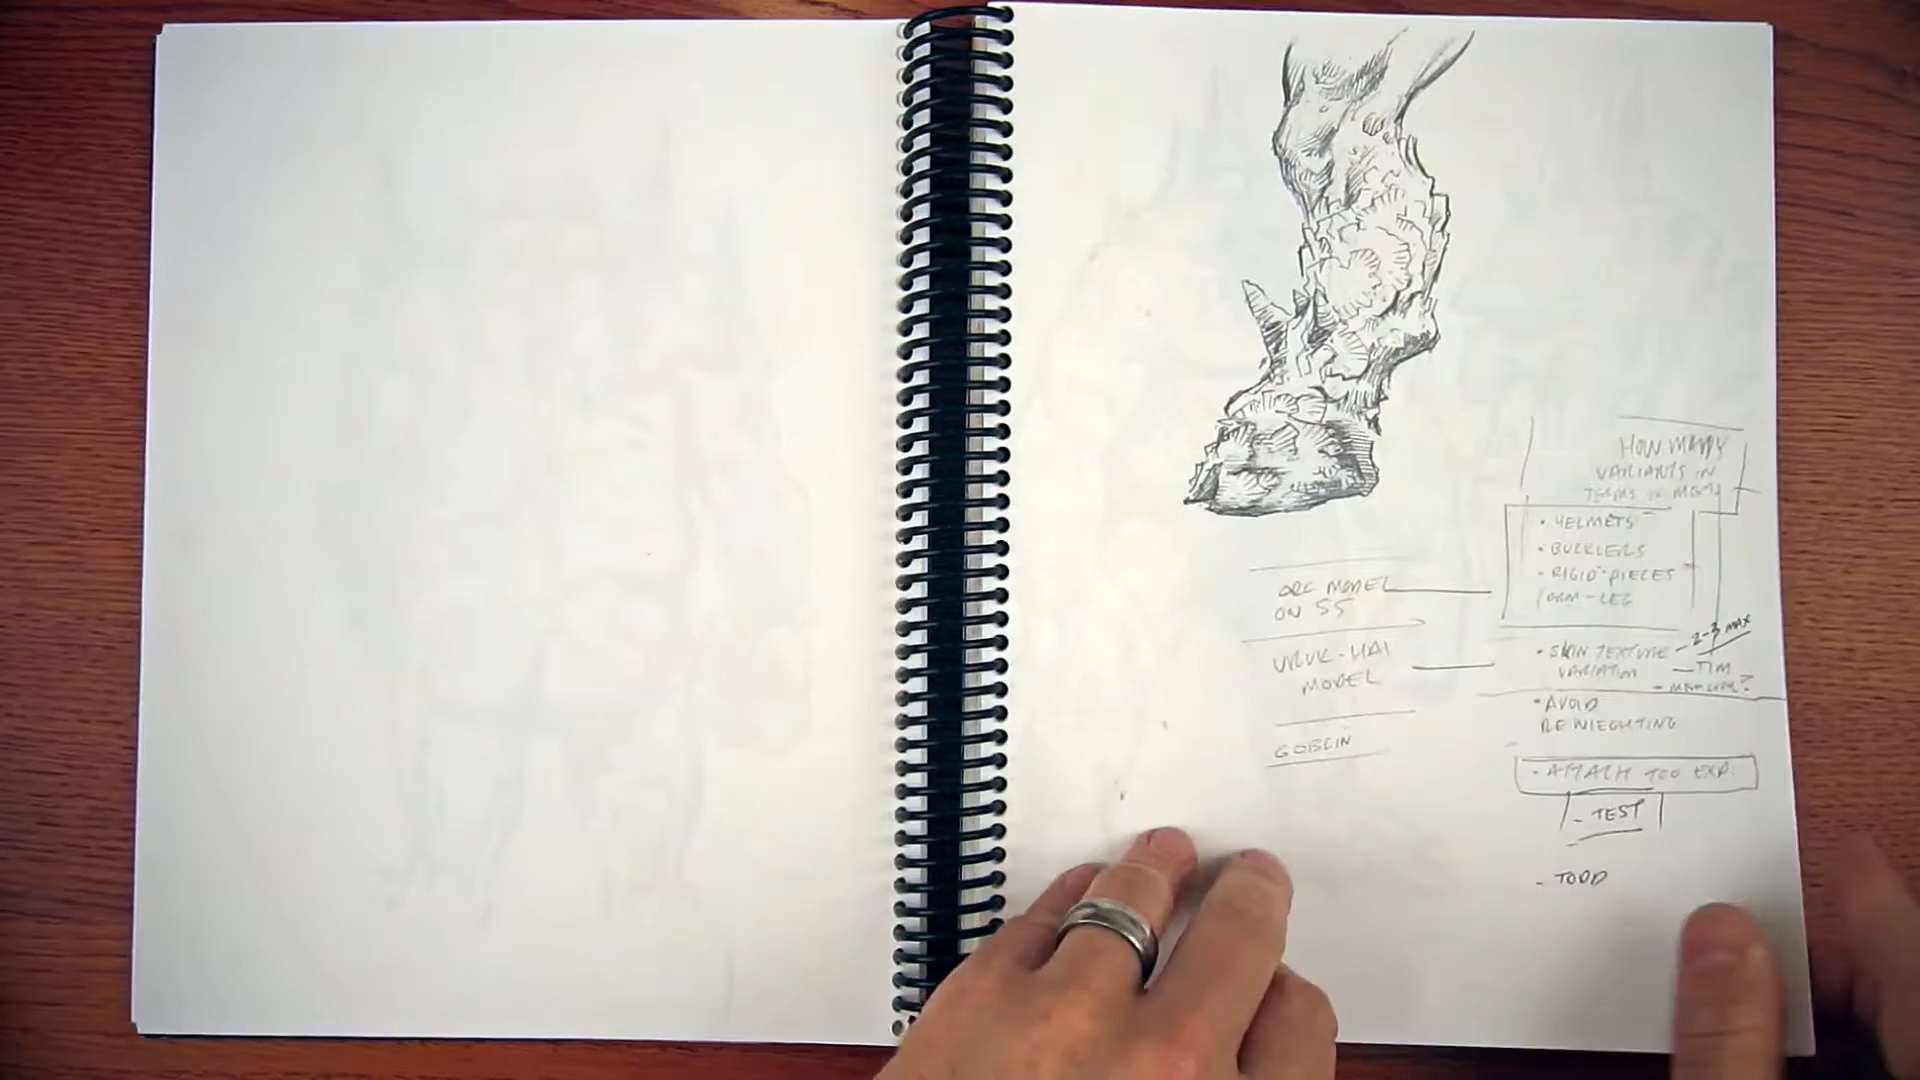 HOW MANY
VARIANTS IN
TERMS OF
• HELMETS
• BUCKLERS
- RIGID PIECES
ARM - LEG
ORC MODEL
ON SS
URUK-HAI
MODEL
GOBLIN
• SKIN TEXTURE
VARIATION
- 2-3 MAX
- TIM
• AVOID
REWIEGHTING
- ATTACH TOO EXP.
- TEST
- TODD